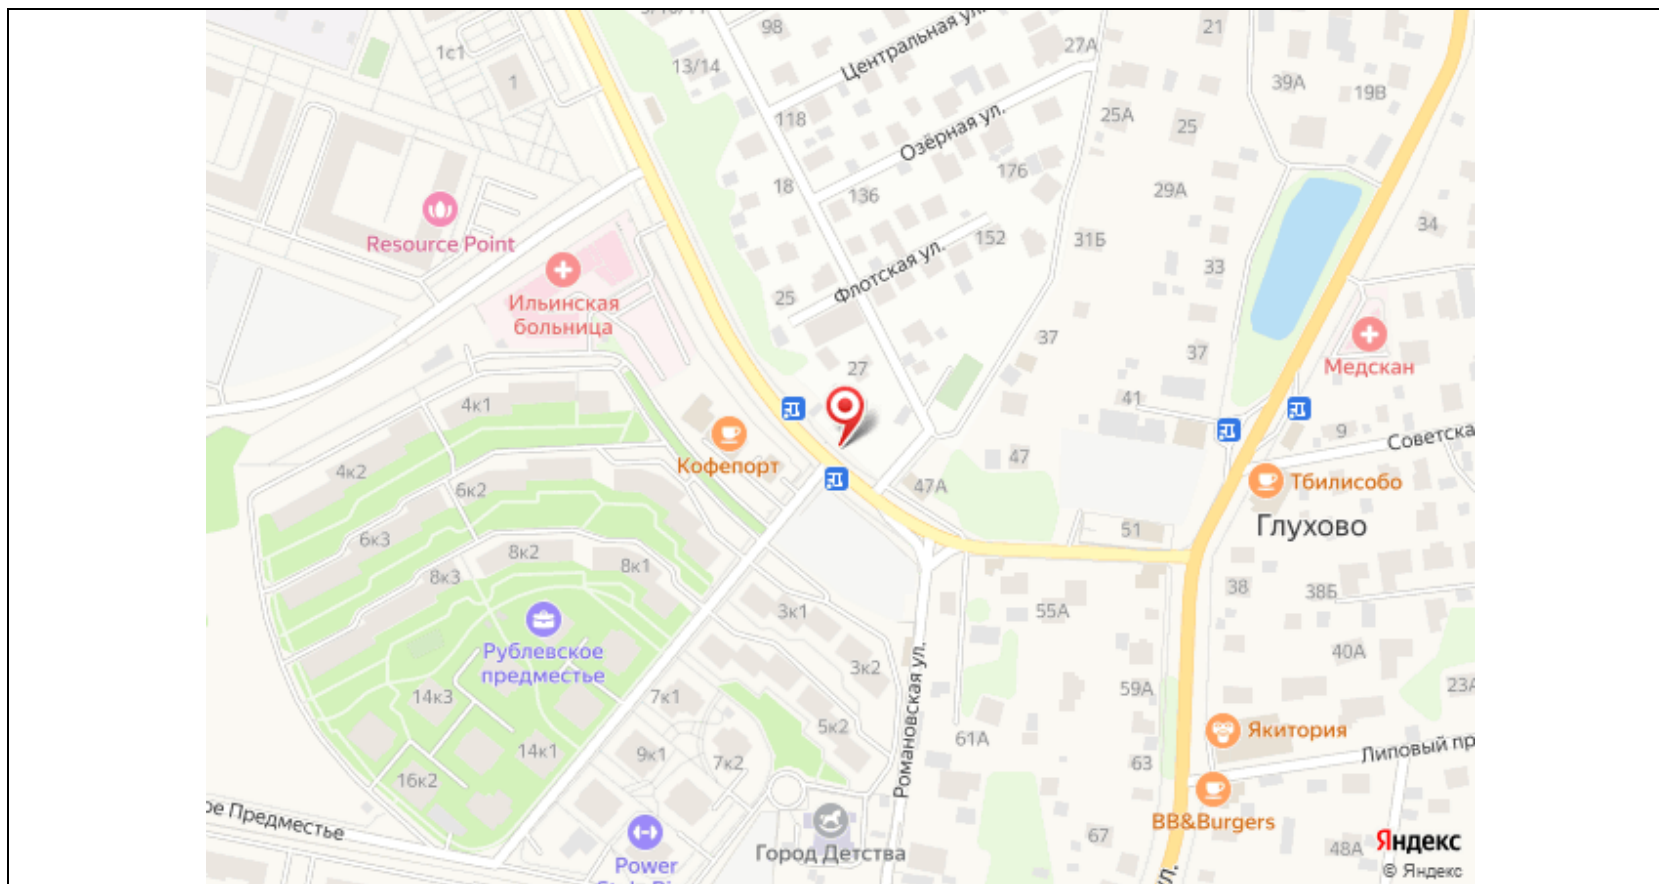 98
Центральная ул.
21
27А
1с1
13/14
1
39А
19В
118
25А
25
Озёрная ул.
176
18
136
29А
34
Resource Point
152
31Б
Флотская ул.
33
Ильинская
больница
25
37
37
Медскан
27
4к1
41
9
Советска
Кофепорт
47
4к2
6к2
47А
Тбилисобо
Глухово
51
6к3
8к2
8к1
8к3
38
38Б
3к1
55А
Рублевское
предместье
40А
3к2
59А
23А
14к3
7к1
Романовская ул.
5к2
61А
Якитория
14к1
9к1
7к2
63
Липовый пр
16к2
ое Предместье
BB&Burgers
67
Город Детства
Power
48А
Яндекс
© Яндекс
ул.